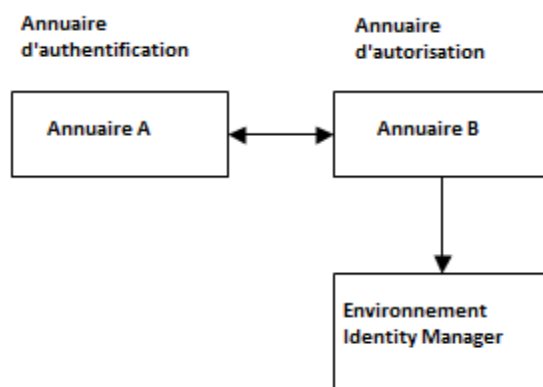 Annuaire
d'authentification
Annuaire
d'autorisation
Annuaire A
Annuaire B
Environnement
Identity Manager